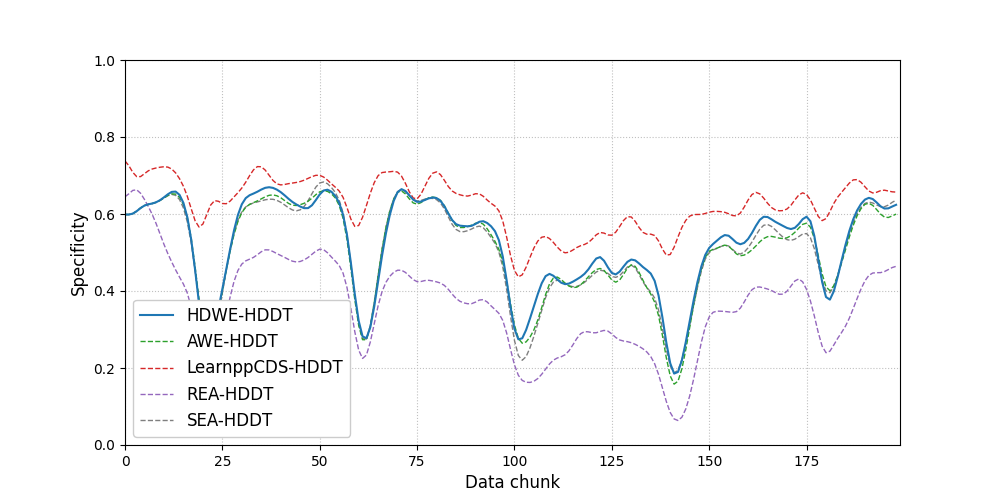 1.0
0.8
0.6
0.4
0.2
0.0
Specificity
HDWE-HDDT
AWE-HDDT
LearnppCDS-HDDT
REA-HDDT
SEA-HDDT
0 25 50 75 100 125 150 175
Data chunk